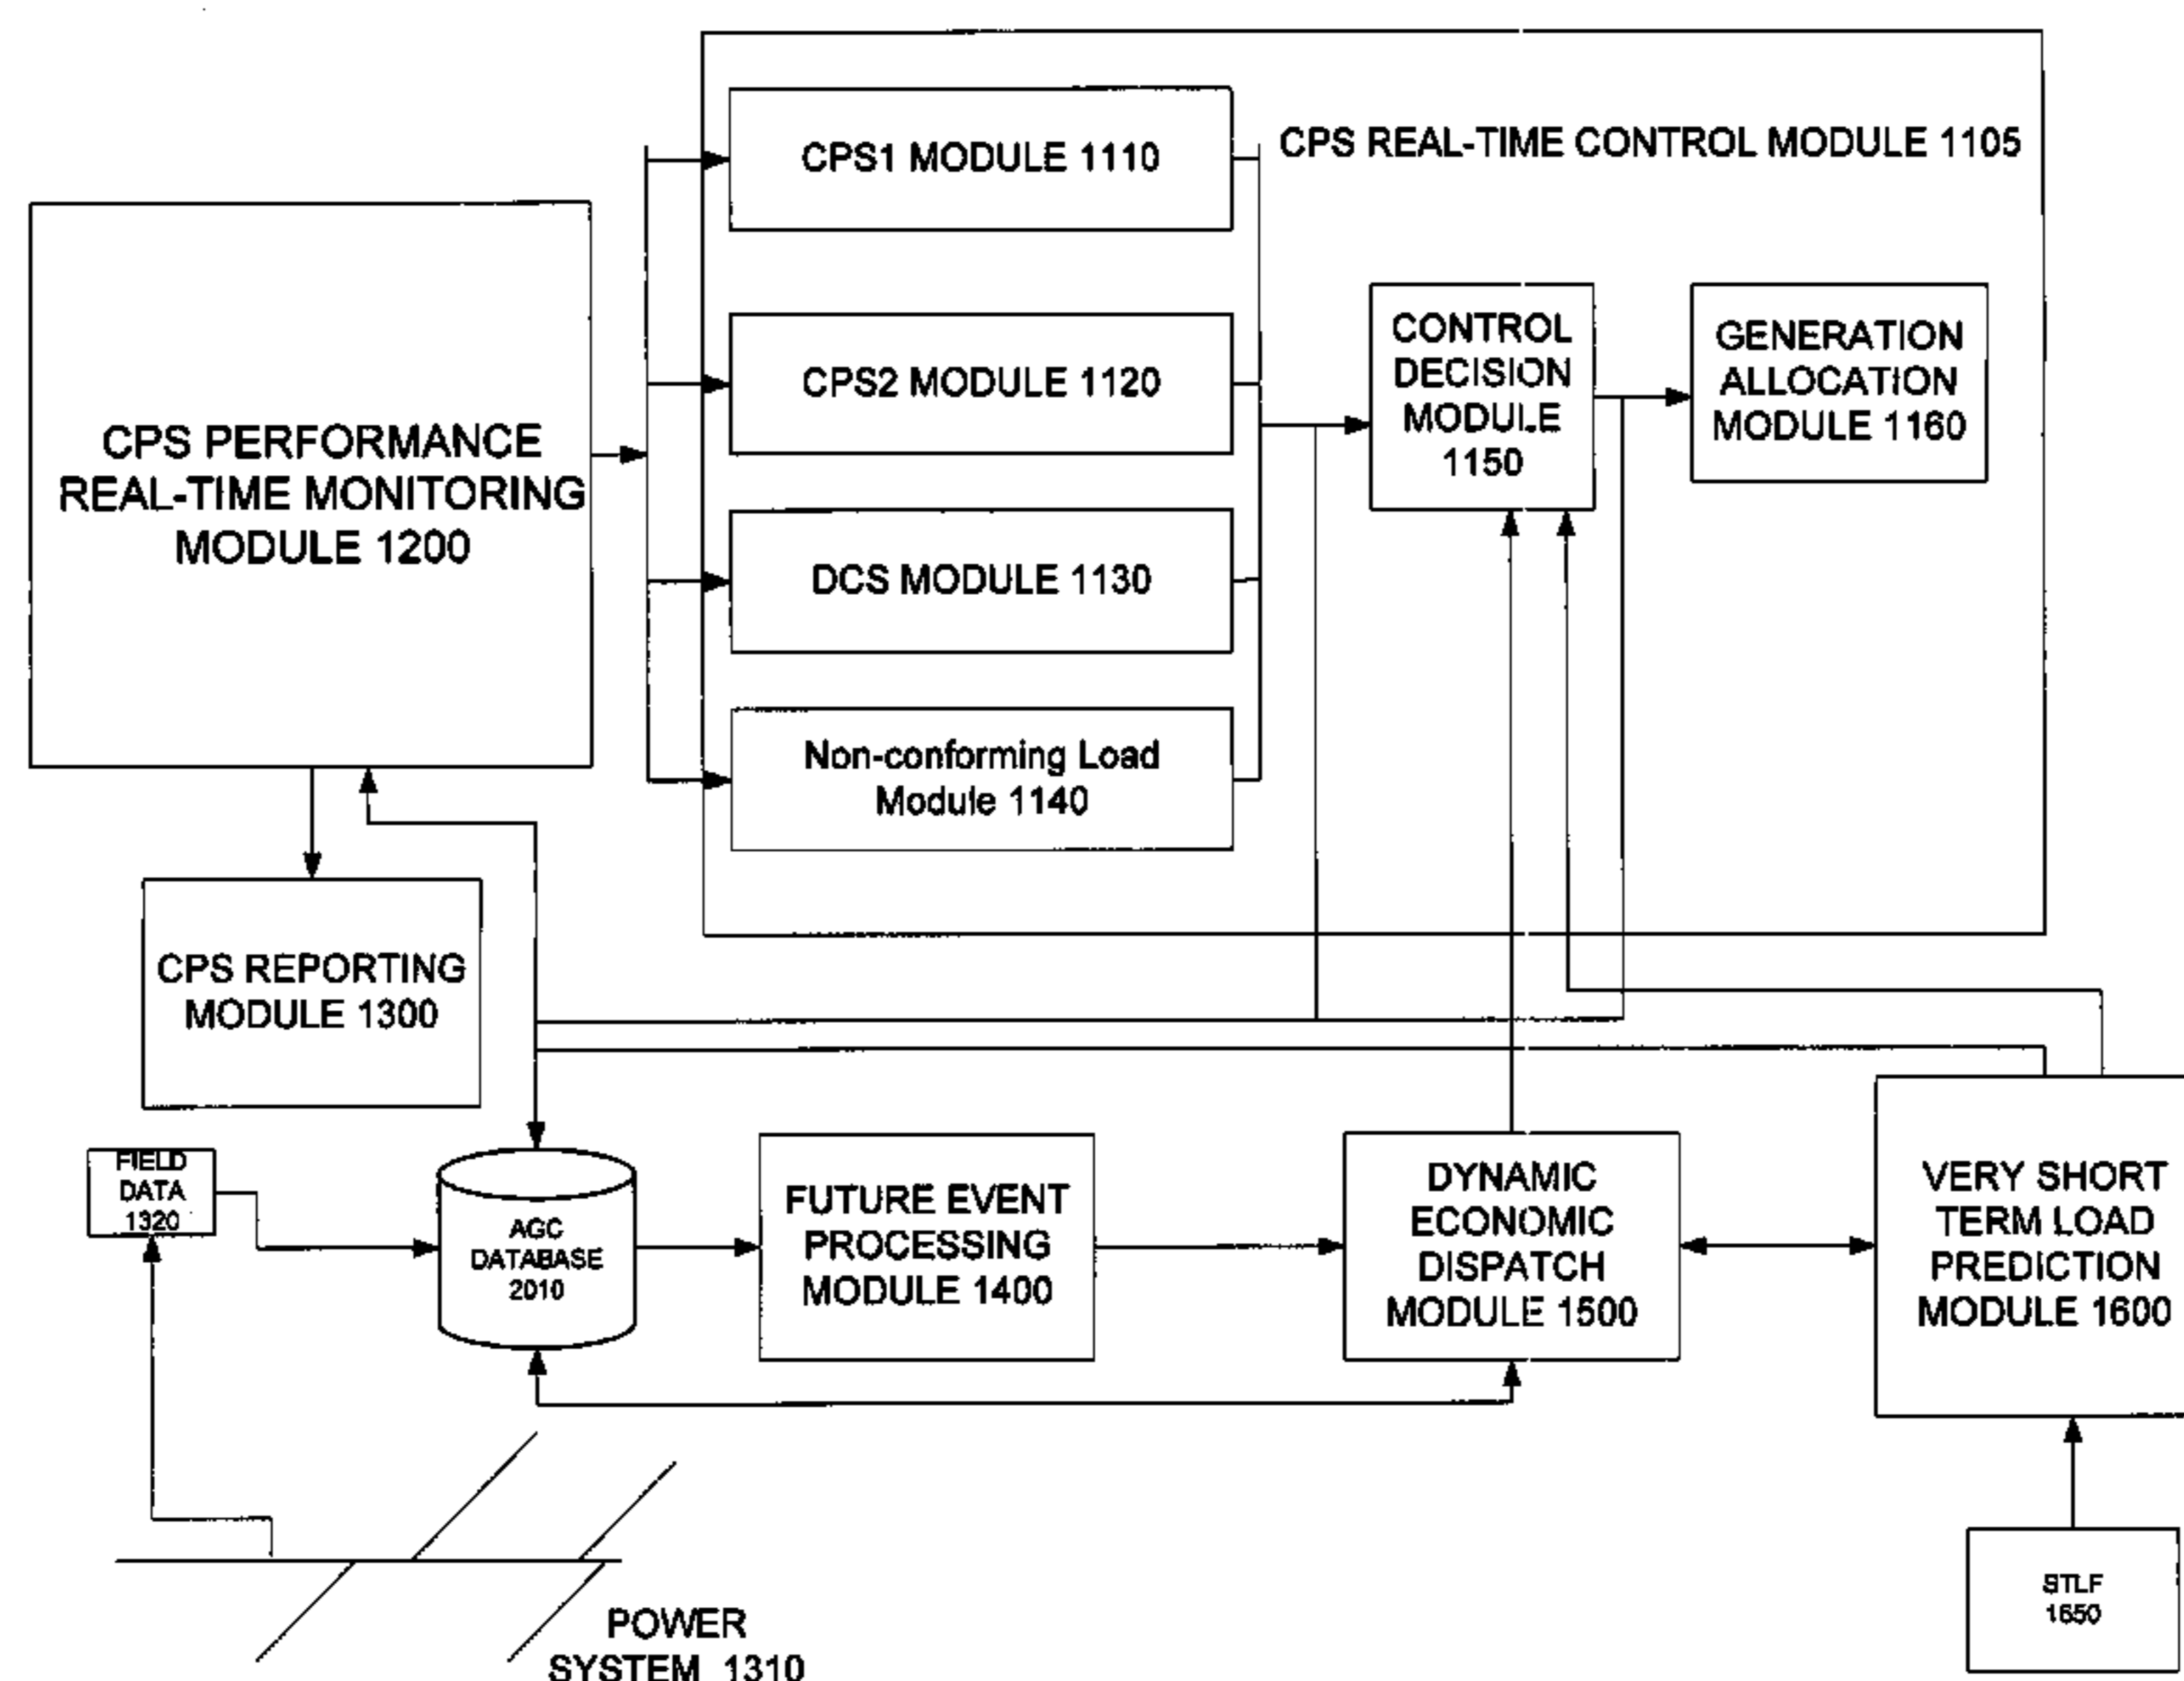 CPS1 MODULE 1110
CPS REAL-TIME CONTROL MODULE 1105
CPS2 MODULE 1120
CONTROL
DECISION
MODULE
1150
GENERATION
ALLOCATION
MODULE 1160
CPS PERFORMANCE
REAL-TIME MONITORING
MODULE 1200
DCS MODULE 1130
Non-conforming Load
Module 1140
CPS REPORTING
MODULE 1300
FIELD
DATA
1320
AGC
DATABASE
2010
FUTURE EVENT
PROCESSING
MODULE 1400
DYNAMIC
ECONOMIC
DISPATCH
MODULE 1500
VERY SHORT
TERM LOAD
PREDICTION
MODULE 1600
STLF
1650
POWER
SYSTEM 1310